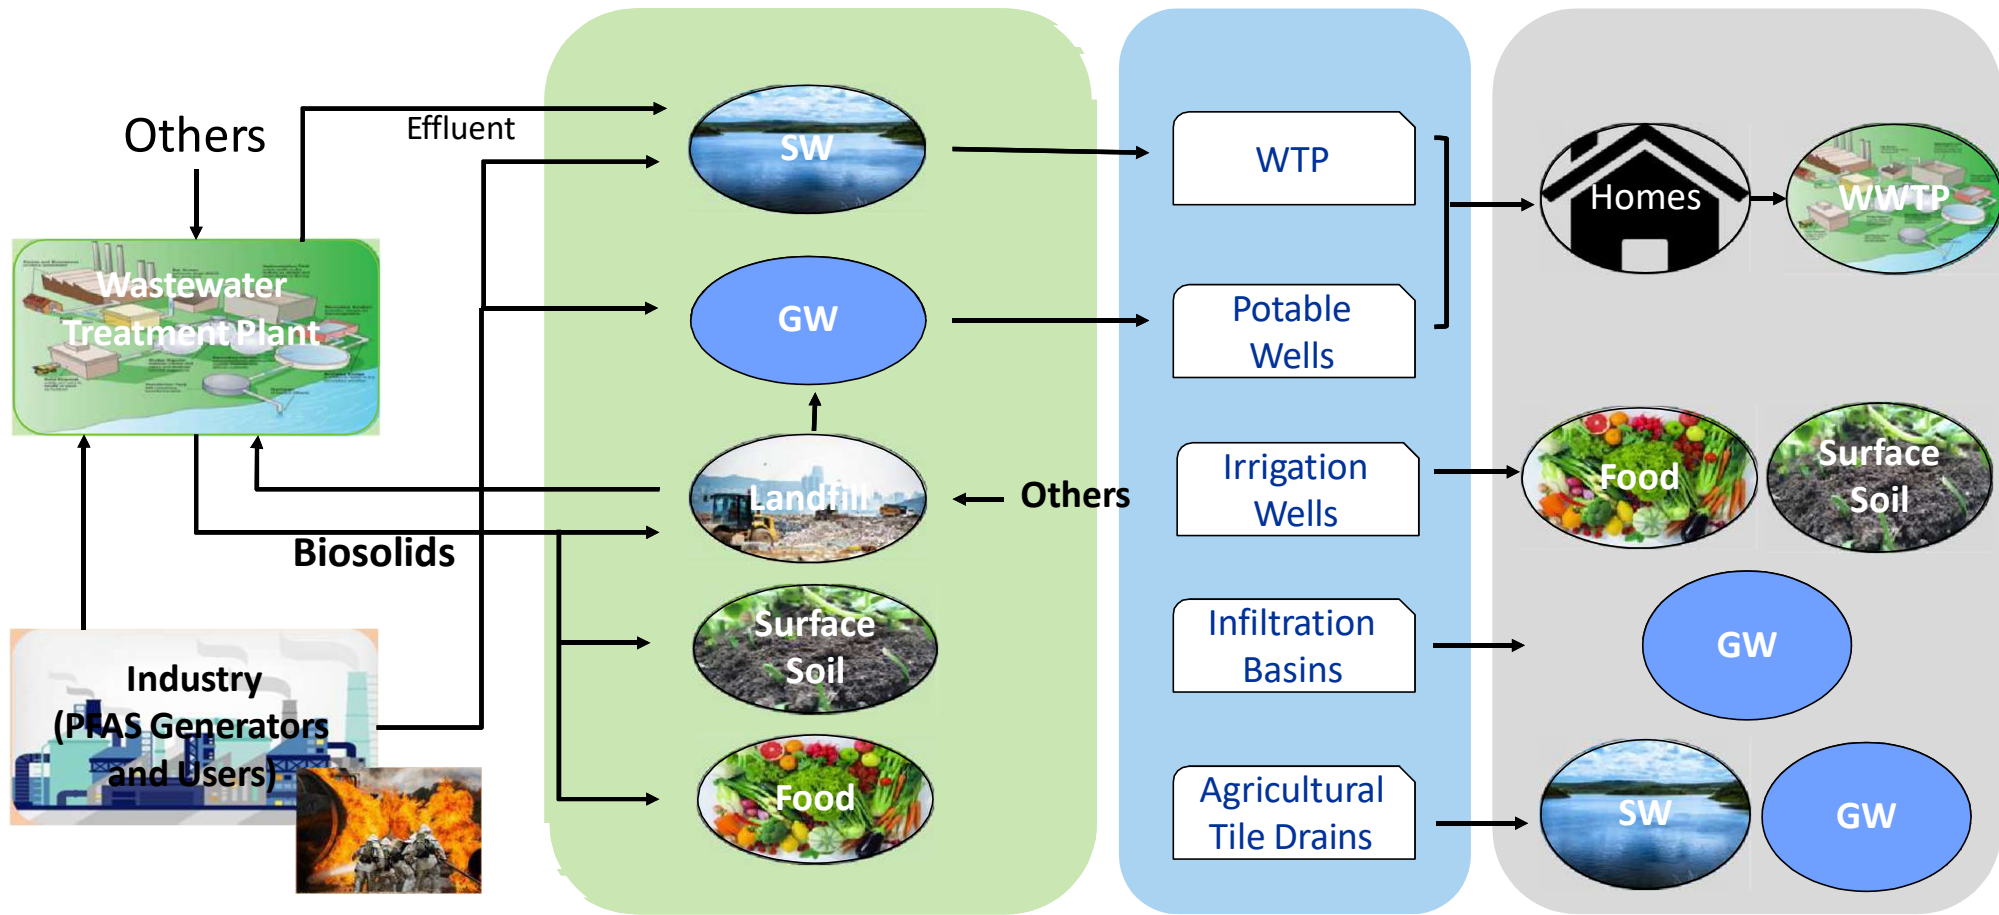 Others
Effluent
Wastewater
Treatment Plant
Biosolids
Industry
(PFAS Generators
and Users)
SW
GW
Landfill
Others
Surface
Soil
Food
WTP
Potable
Wells
Irrigation
Wells
Infiltration
Basins
Agricultural
Tile Drains
Homes
WWTP
Food
Surface
Soil
GW
SW
GW